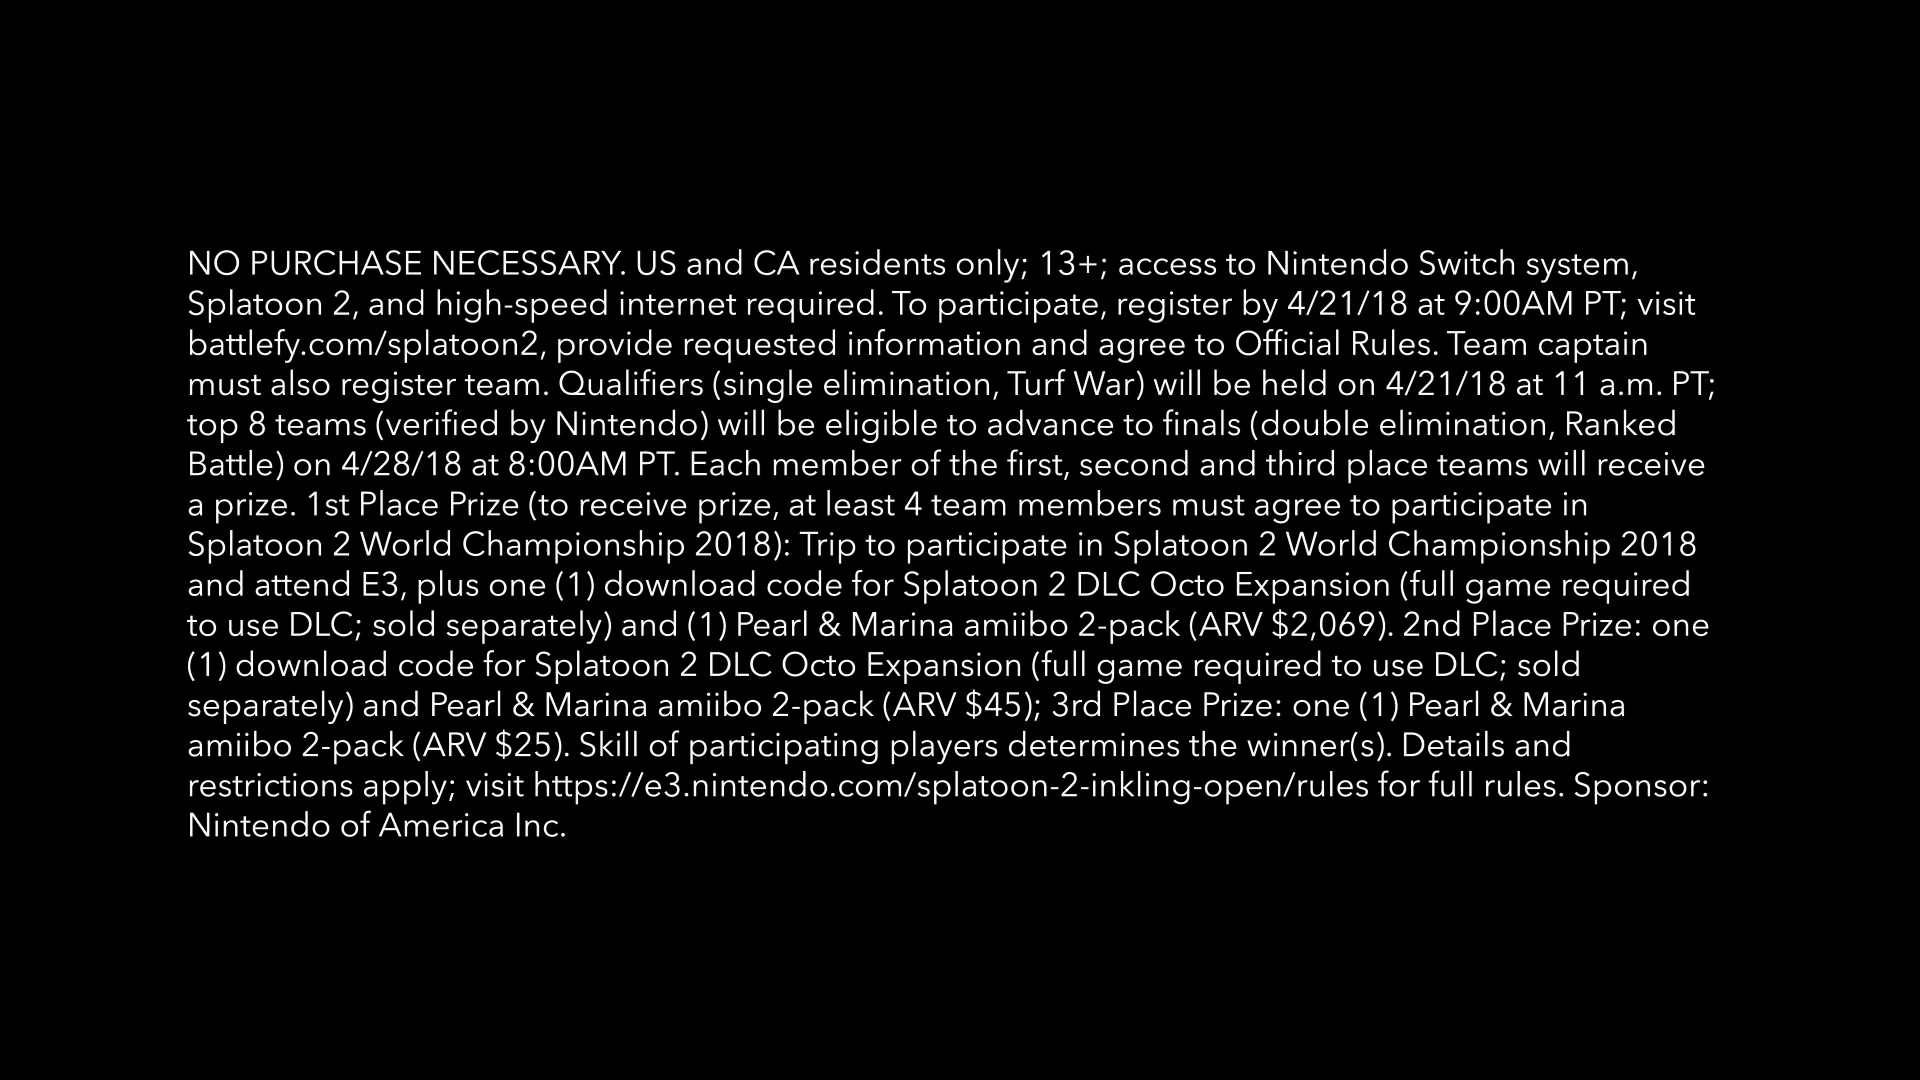 NO PURCHASE NECESSARY. US and CA residents only; 13+; access to Nintendo Switch system,
Splatoon 2, and high-speed internet required. To participate, register by 4/21/18 at 9:00AM PT; visit
battlefy.com/splatoon2, provide requested information and agree to Official Rules. Team captain
must also register team. Qualifiers (single elimination, Turf War) will be held on 4/21/18 at 11 a.m. PT;
top 8 teams (verified by Nintendo) will be eligible to advance to finals (double elimination, Ranked
Battle) on 4/28/18 at 8:00AM PT. Each member of the first, second and third place teams will receive
a prize. 1st Place Prize (to receive prize, at least 4 team members must agree to participate in
Splatoon 2 World Championship 2018): Trip to participate in Splatoon 2 World Championship 2018
and attend E3, plus one (1) download code for Splatoon 2 DLC Octo Expansion (full game required
to use DLC; sold separately) and (1) Pearl & Marina amiibo 2-pack (ARV $2,069). 2nd Place Prize: one
(1) download code for Splatoon 2 DLC Octo Expansion (full game required to use DLC; sold
separately) and Pearl & Marina amiibo 2-pack (ARV $45); 3rd Place Prize: one (1) Pearl & Marina
amiibo 2-pack (ARV $25). Skill of participating players determines the winner(s). Details and
restrictions apply; visit https://e3.nintendo.com/splatoon-2-inkling-open/rules for full rules. Sponsor:
Nintendo of America Inc.